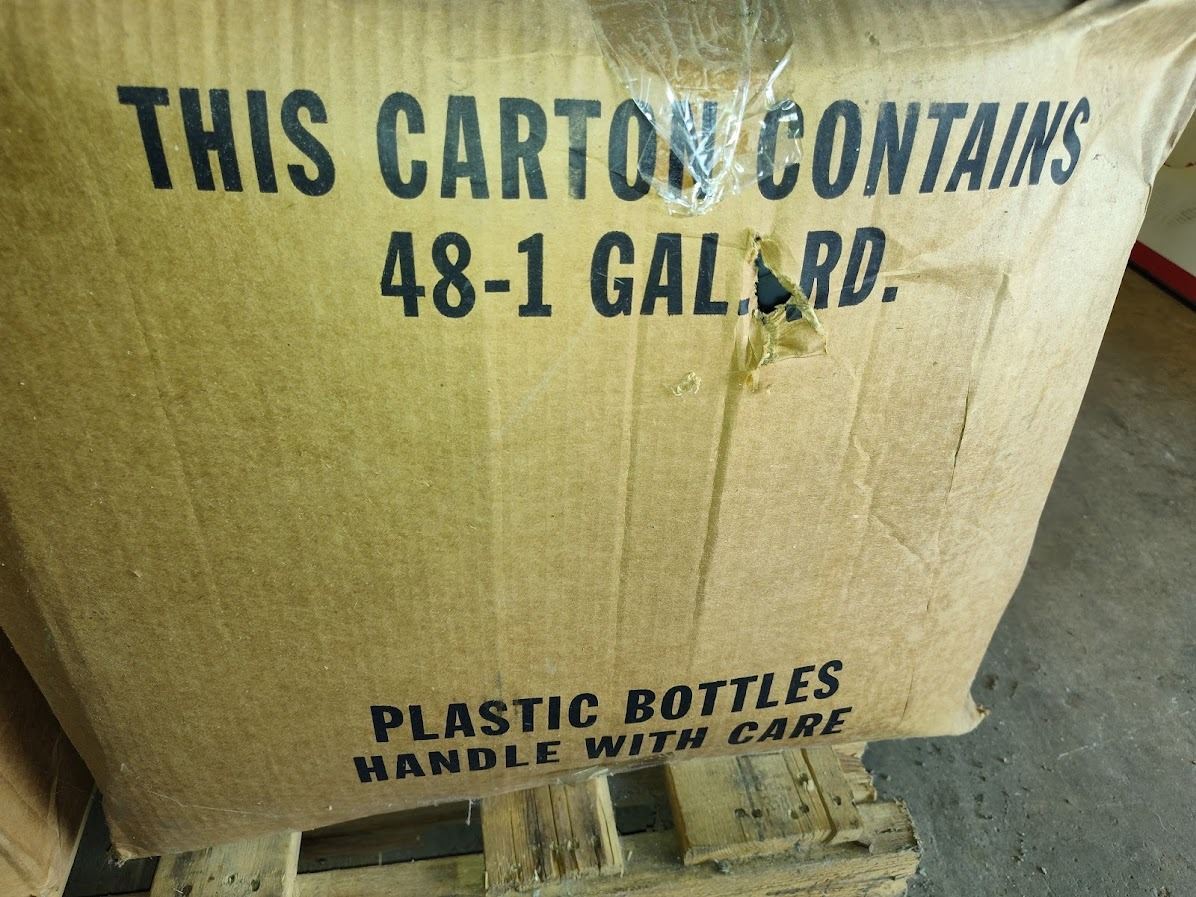 THIS CARTON CONTAINS
48-1 GAL. RD.
PLASTIC BOTTLES
HANDLE WITH CARE